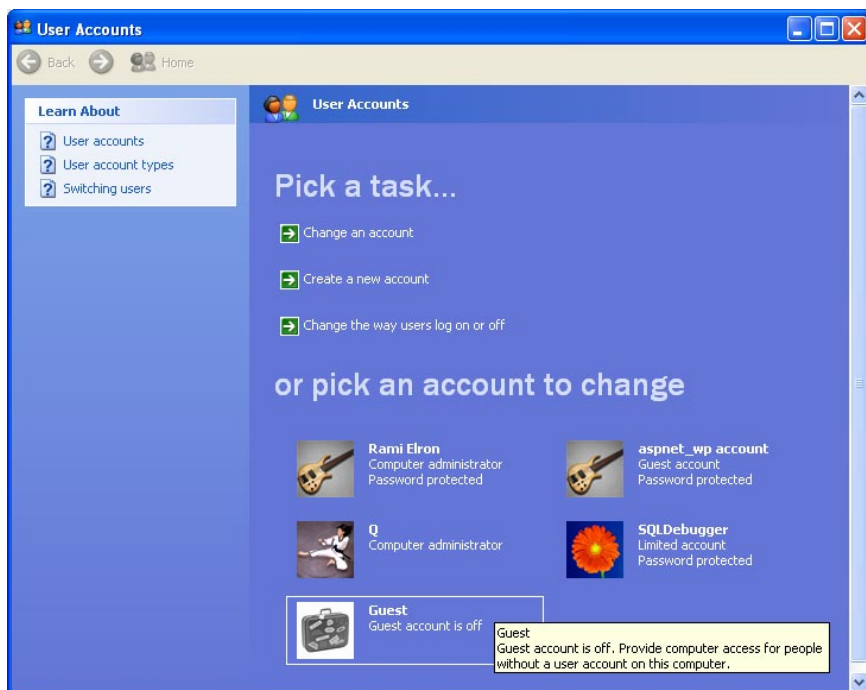 User Accounts
Back
Home
Learn About
User accounts
User account types
Switching users
User Accounts
Pick a task...
Change an account
Create a new account
Change the way users log on or off
or pick an account to change
Rami Elron
Computer administrator
Password protected
aspnet_wp account
Guest account
Password protected
Q
Computer administrator
SQLDebugger
Limited account
Password protected
Guest
Guest account is off
Guest
Guest account is off. Provide computer access for people
without a user account on this computer.